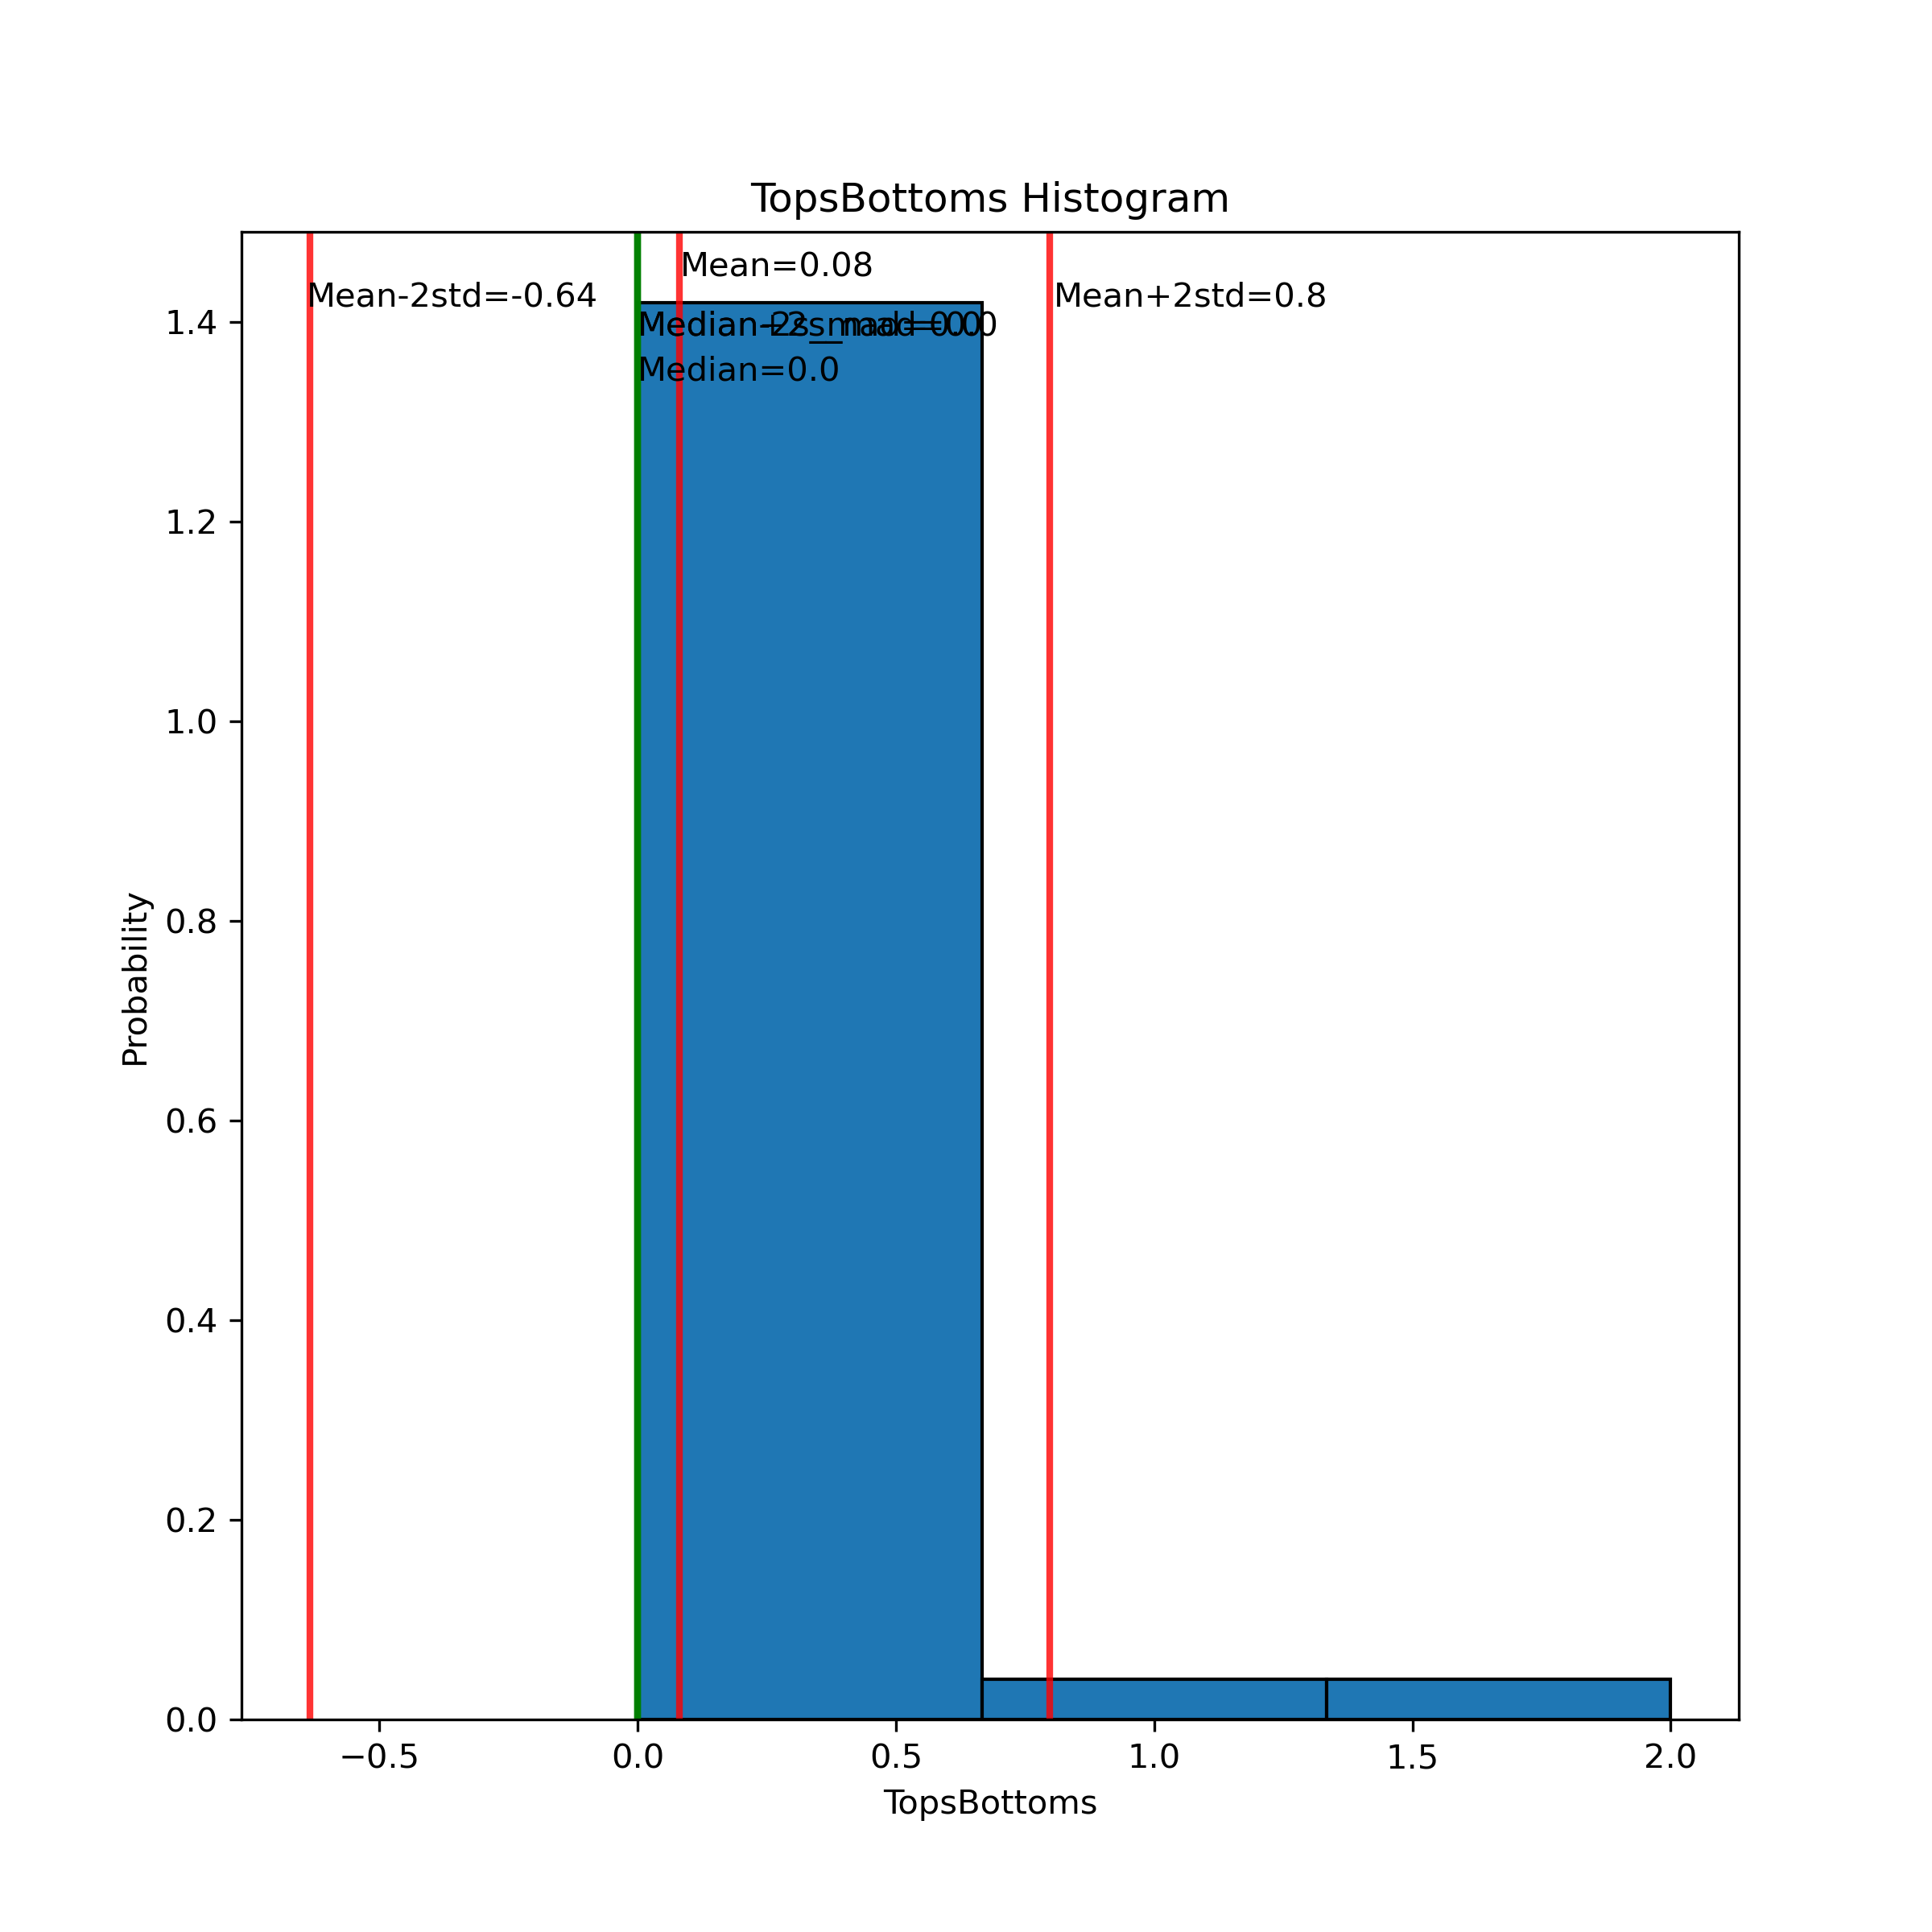 TopsBottoms Histogram
Mean=0.08
Mean-2std=-0.64
Mean+2std=0.8
Median=0.0
1.4
1.2
1.0
0.8
0.6
0.4
0.2
0.0
Probability
−0.5 0.0 0.5 1.0 1.5 2.0
TopsBottoms